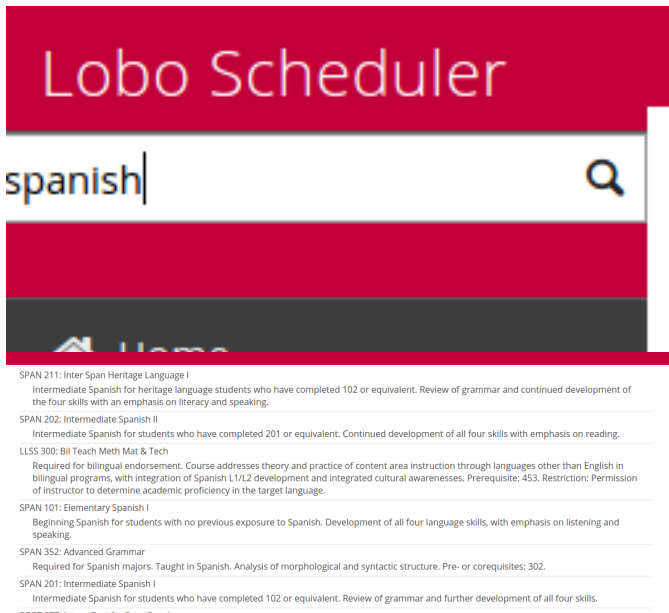 Lobo Scheduler
spanish
SPAN 211: Inter Span Heritage Language I
Intermediate Spanish for heritage language students who have completed 102 or equivalent. Review of grammar and continued development of
the four skills with an emphasis on literacy and speaking.
SPAN 202: Intermediate Spanish II
Intermediate Spanish for students who have completed 201 or equivalent. Continued development of all four skills with emphasis on reading.
LLSS 300: Bil Teach Meth Mat & Tech
Required for bilingual endorsement. Course addresses theory and practice of content area instruction through languages other than English in
bilingual programs, with integration of Spanish L1/L2 development and integrated cultural awarenesses. Prerequisite: 453. Restriction: Permission
of instructor to determine academic proficiency in the target language.
SPAN 101: Elementary Spanish I
Beginning Spanish for students with no previous exposure to Spanish. Development of all four language skills, with emphasis on listening and
speaking.
SPAN 352: Advanced Grammar
Required for Spanish majors. Taught in Spanish. Analysis of morphological and syntactic structure. Pre- or corequisites: 302.
SPAN 201: Intermediate Spanish I
Intermediate Spanish for students who have completed 102 or equivalent. Review of grammar and further development of all four skills.